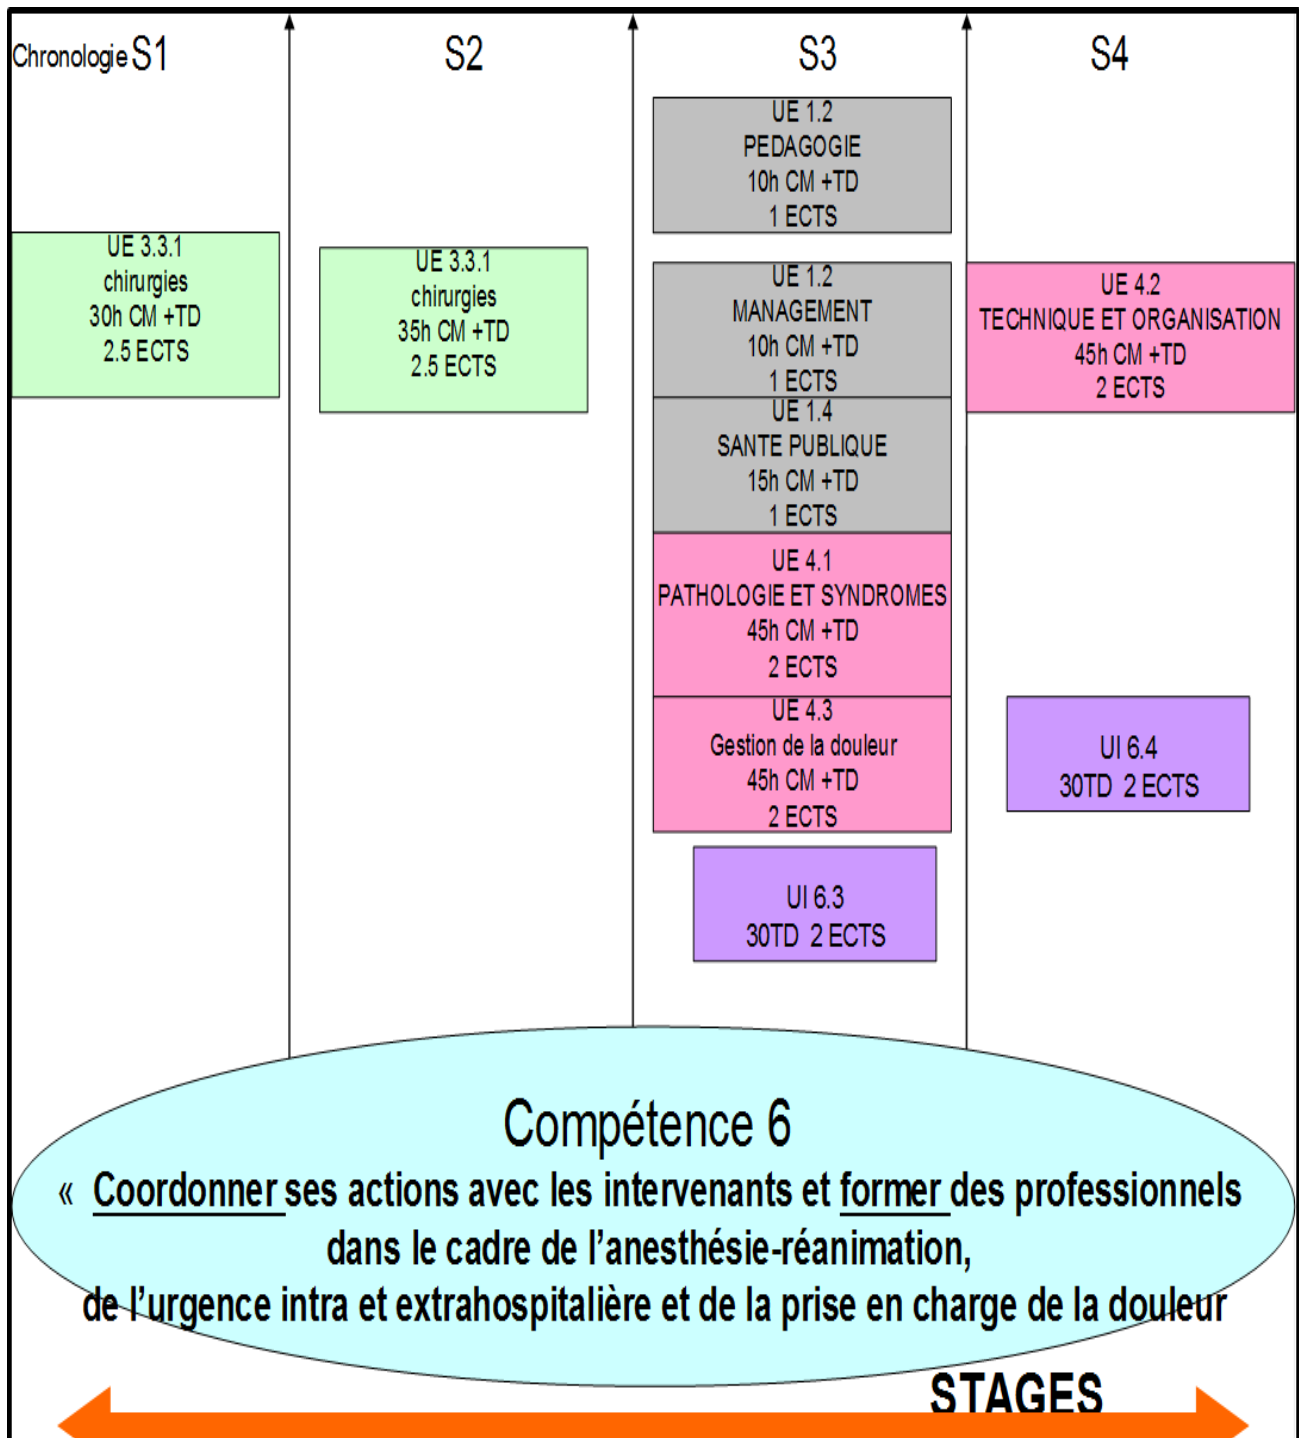 Chronologie S1
S2
S3
S4
UE 3.3.1
chirurgies
30h CM +TD
2.5 ECTS
UE 3.3.1
chirurgies
35h CM +TD
2.5 ECTS
UE 1.2
PEDAGOGIE
10h CM +TD
1 ECTS
UE 1.2
MANAGEMENT
10h CM +TD
1 ECTS
UE 1.4
SANTE PUBLIQUE
15h CM +TD
1 ECTS
UE 4.1
PATHOLOGIE ET SYNDROMES
45h CM +TD
2 ECTS
UE 4.3
Gestion de la douleur
45h CM +TD
2 ECTS
UI 6.3
30TD 2 ECTS
UE 4.2
TECHNIQUE ET ORGANISATION
45h CM +TD
2 ECTS
UI 6.4
30TD 2 ECTS
Compétence 6
« Coordonner ses actions avec les intervenants et former des professionnels
dans le cadre de l’anesthésie-réanimation,
de l’urgence intra et extrahospitalière et de la prise en charge de la douleur
STAGES